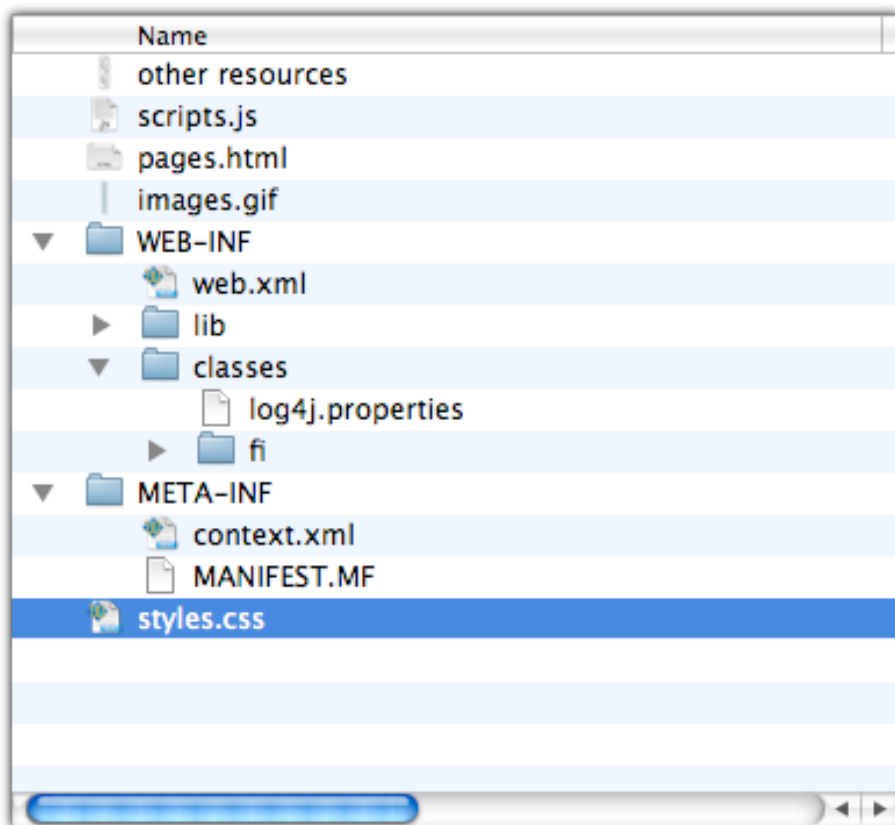 Name
other resources
scripts.js
pages.html
images.gif
WEB-INF
web.xml
lib
classes
log4j.properties
fi
META-INF
context.xml
MANIFEST.MF
styles.css